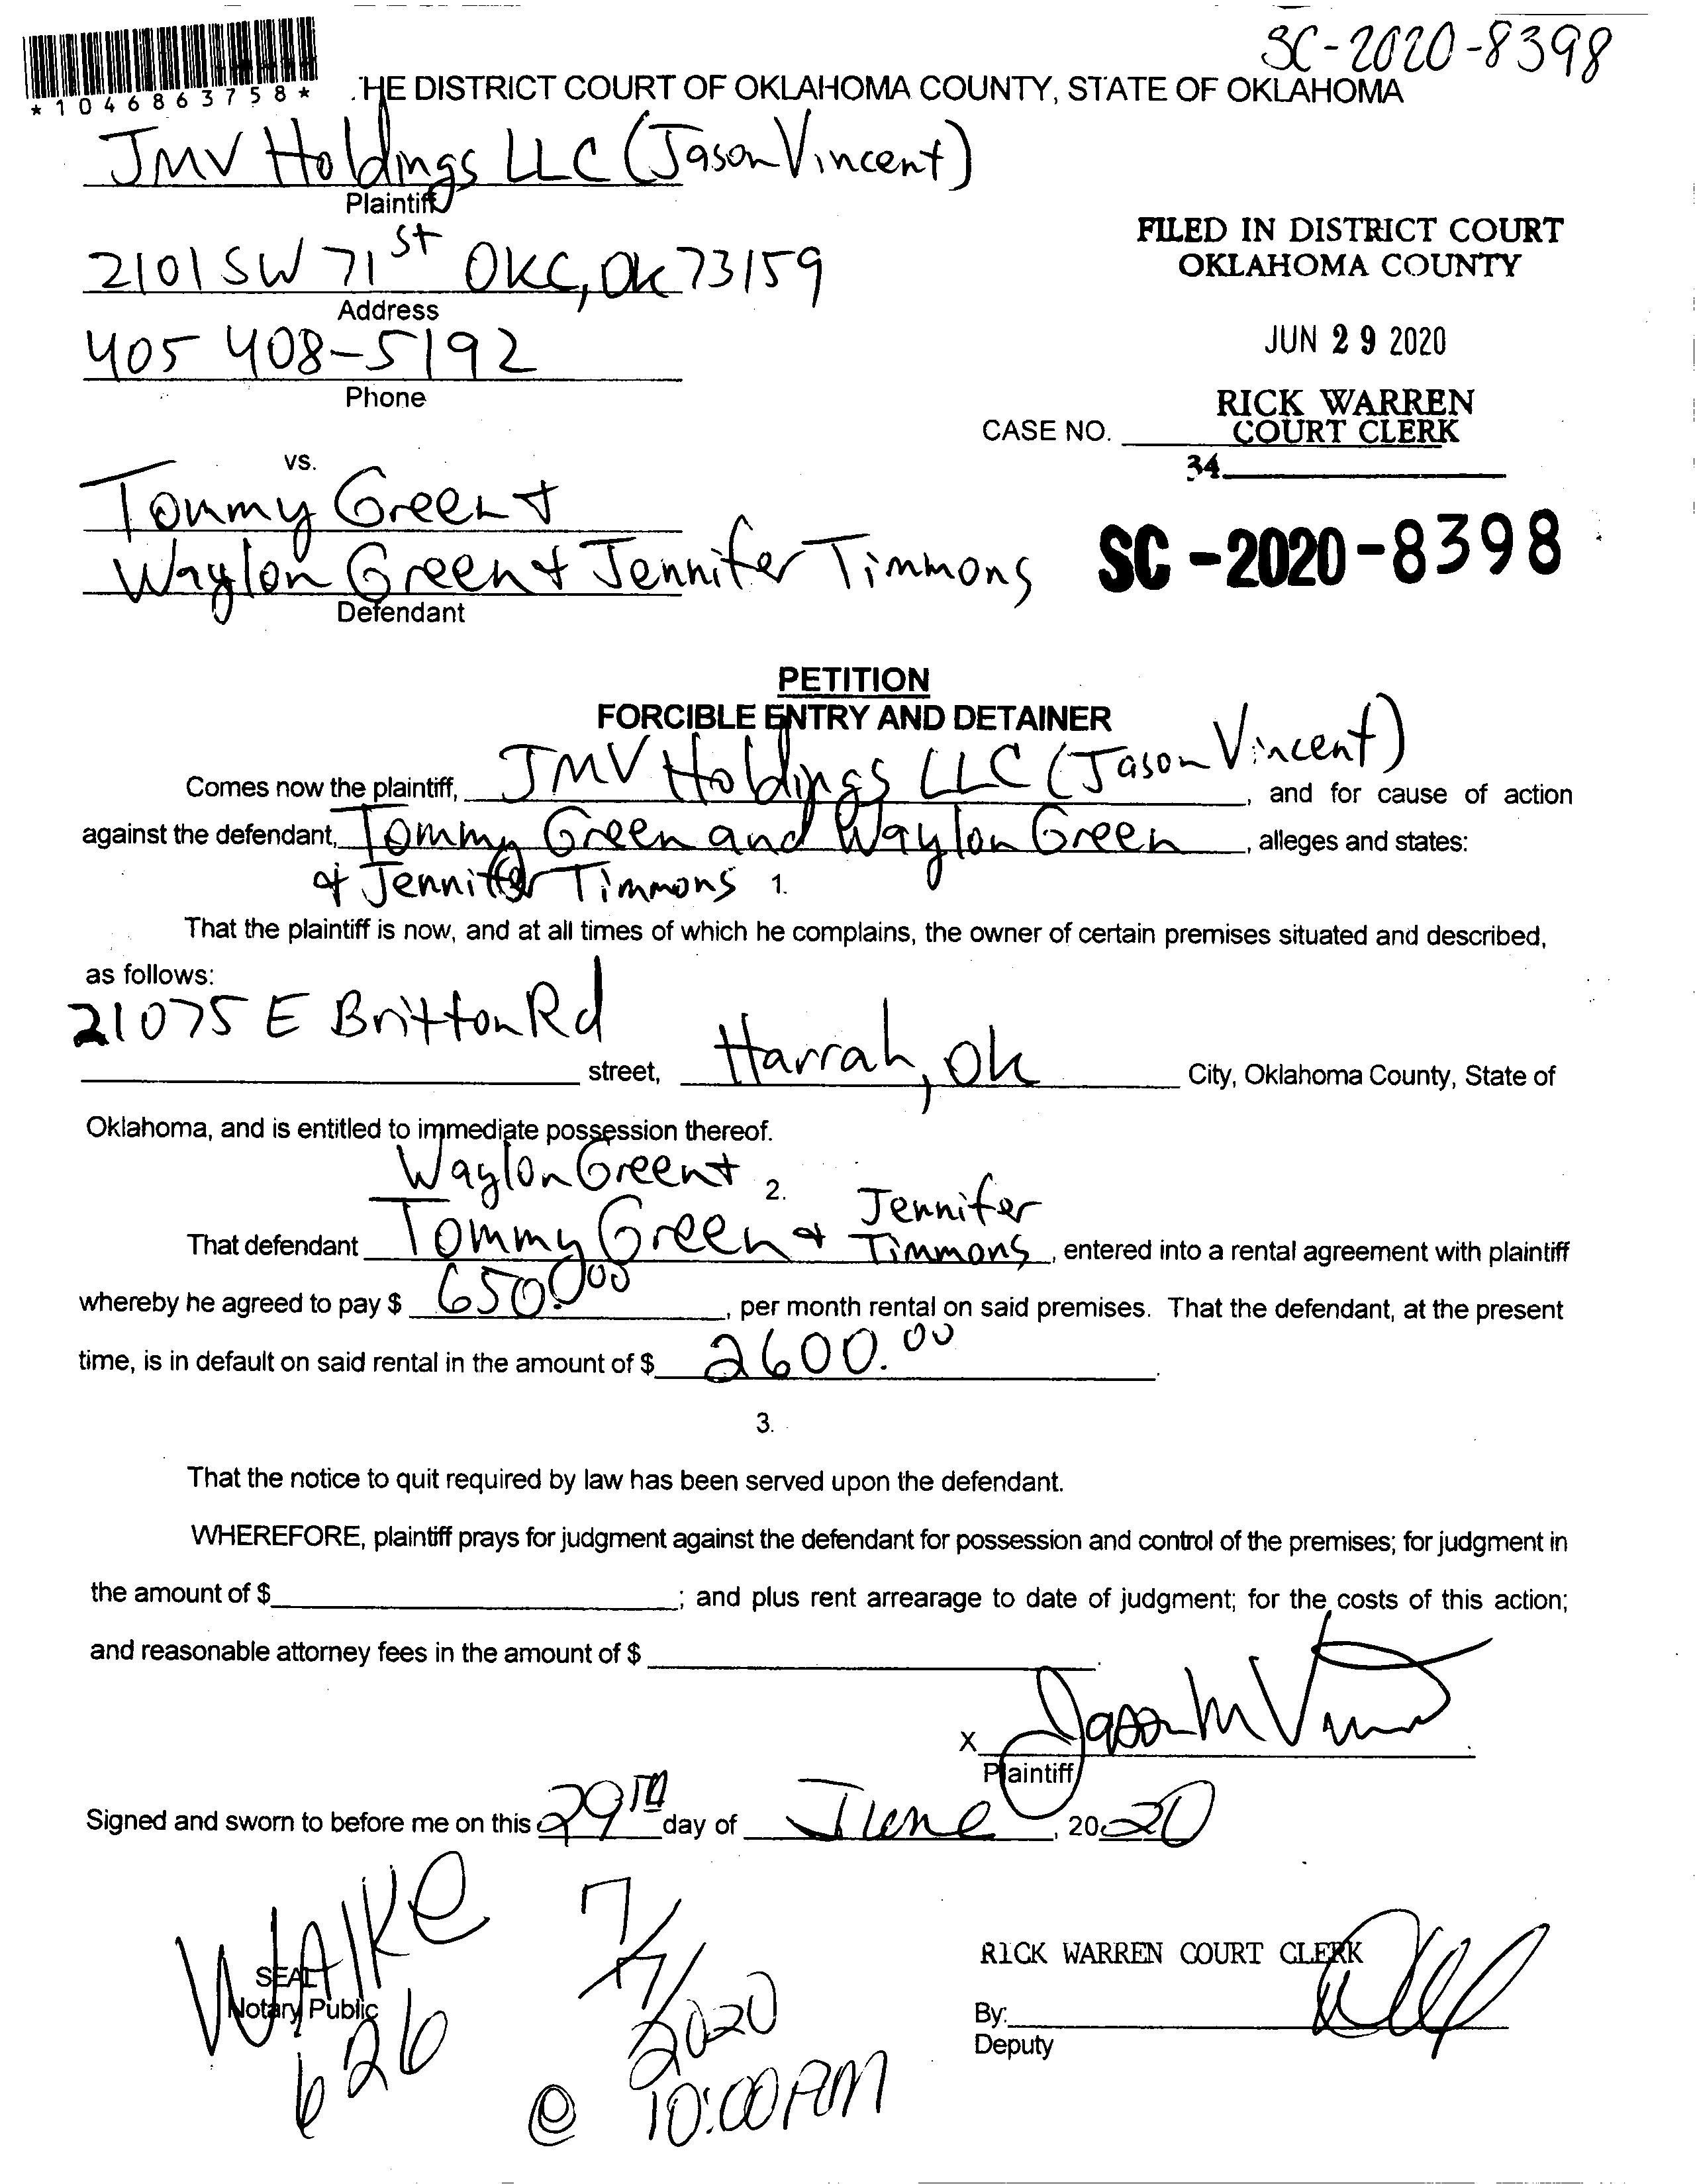 SC-2020-8398
*1046863758*
.HE DISTRICT COURT OF OKLAHOMA COUNTY, STATE OF OKLAHOMA
JMV Holdings LLC (Jason Vincent)
Plaintiff
2101 SW 71st OKC, OK 73159
Address
405 408-5192
Phone
FILED IN DISTRICT COURT
OKLAHOMA COUNTY
JUN 29 2020
RICK WARREN
COURT CLERK
CASE NO.
34
vs.
Tommy Green +
Waylon Green + Jennifer Timmons
Defendant
SC-2020-8398
PETITION
FORCIBLE ENTRY AND DETAINER
Comes now the plaintiff, JMV Holdings LLC (Jason Vincent), and for cause of action
against the defendant, Tommy Green and Waylon Green, alleges and states:
+ Jennifer Timmons 1.
That the plaintiff is now, and at all times of which he complains, the owner of certain premises situated and described,
as follows:
21075 E Britton Rd street, Harrah, Ok City, Oklahoma County, State of
Oklahoma, and is entitled to immediate possession thereof.
Waylon Green +
2.
That defendant Tommy Green + Jennifer Timmons, entered into a rental agreement with plaintiff
whereby he agreed to pay $ 650.00, per month rental on said premises. That the defendant, at the present
time, is in default on said rental in the amount of $ 2600.00.
3.
That the notice to quit required by law has been served upon the defendant.
WHEREFORE, plaintiff prays for judgment against the defendant for possession and control of the premises; for judgment in
the amount of $ ; and plus rent arrearage to date of judgment; for the costs of this action;
and reasonable attorney fees in the amount of $ .
X Jason M Vincent
Plaintiff
Signed and sworn to before me on this 29TH day of June, 2020
WAlKe
SEAL
Notary Public
626
7/7/2020
@ 10:00 AM
RICK WARREN COURT CLERK
By:
Deputy